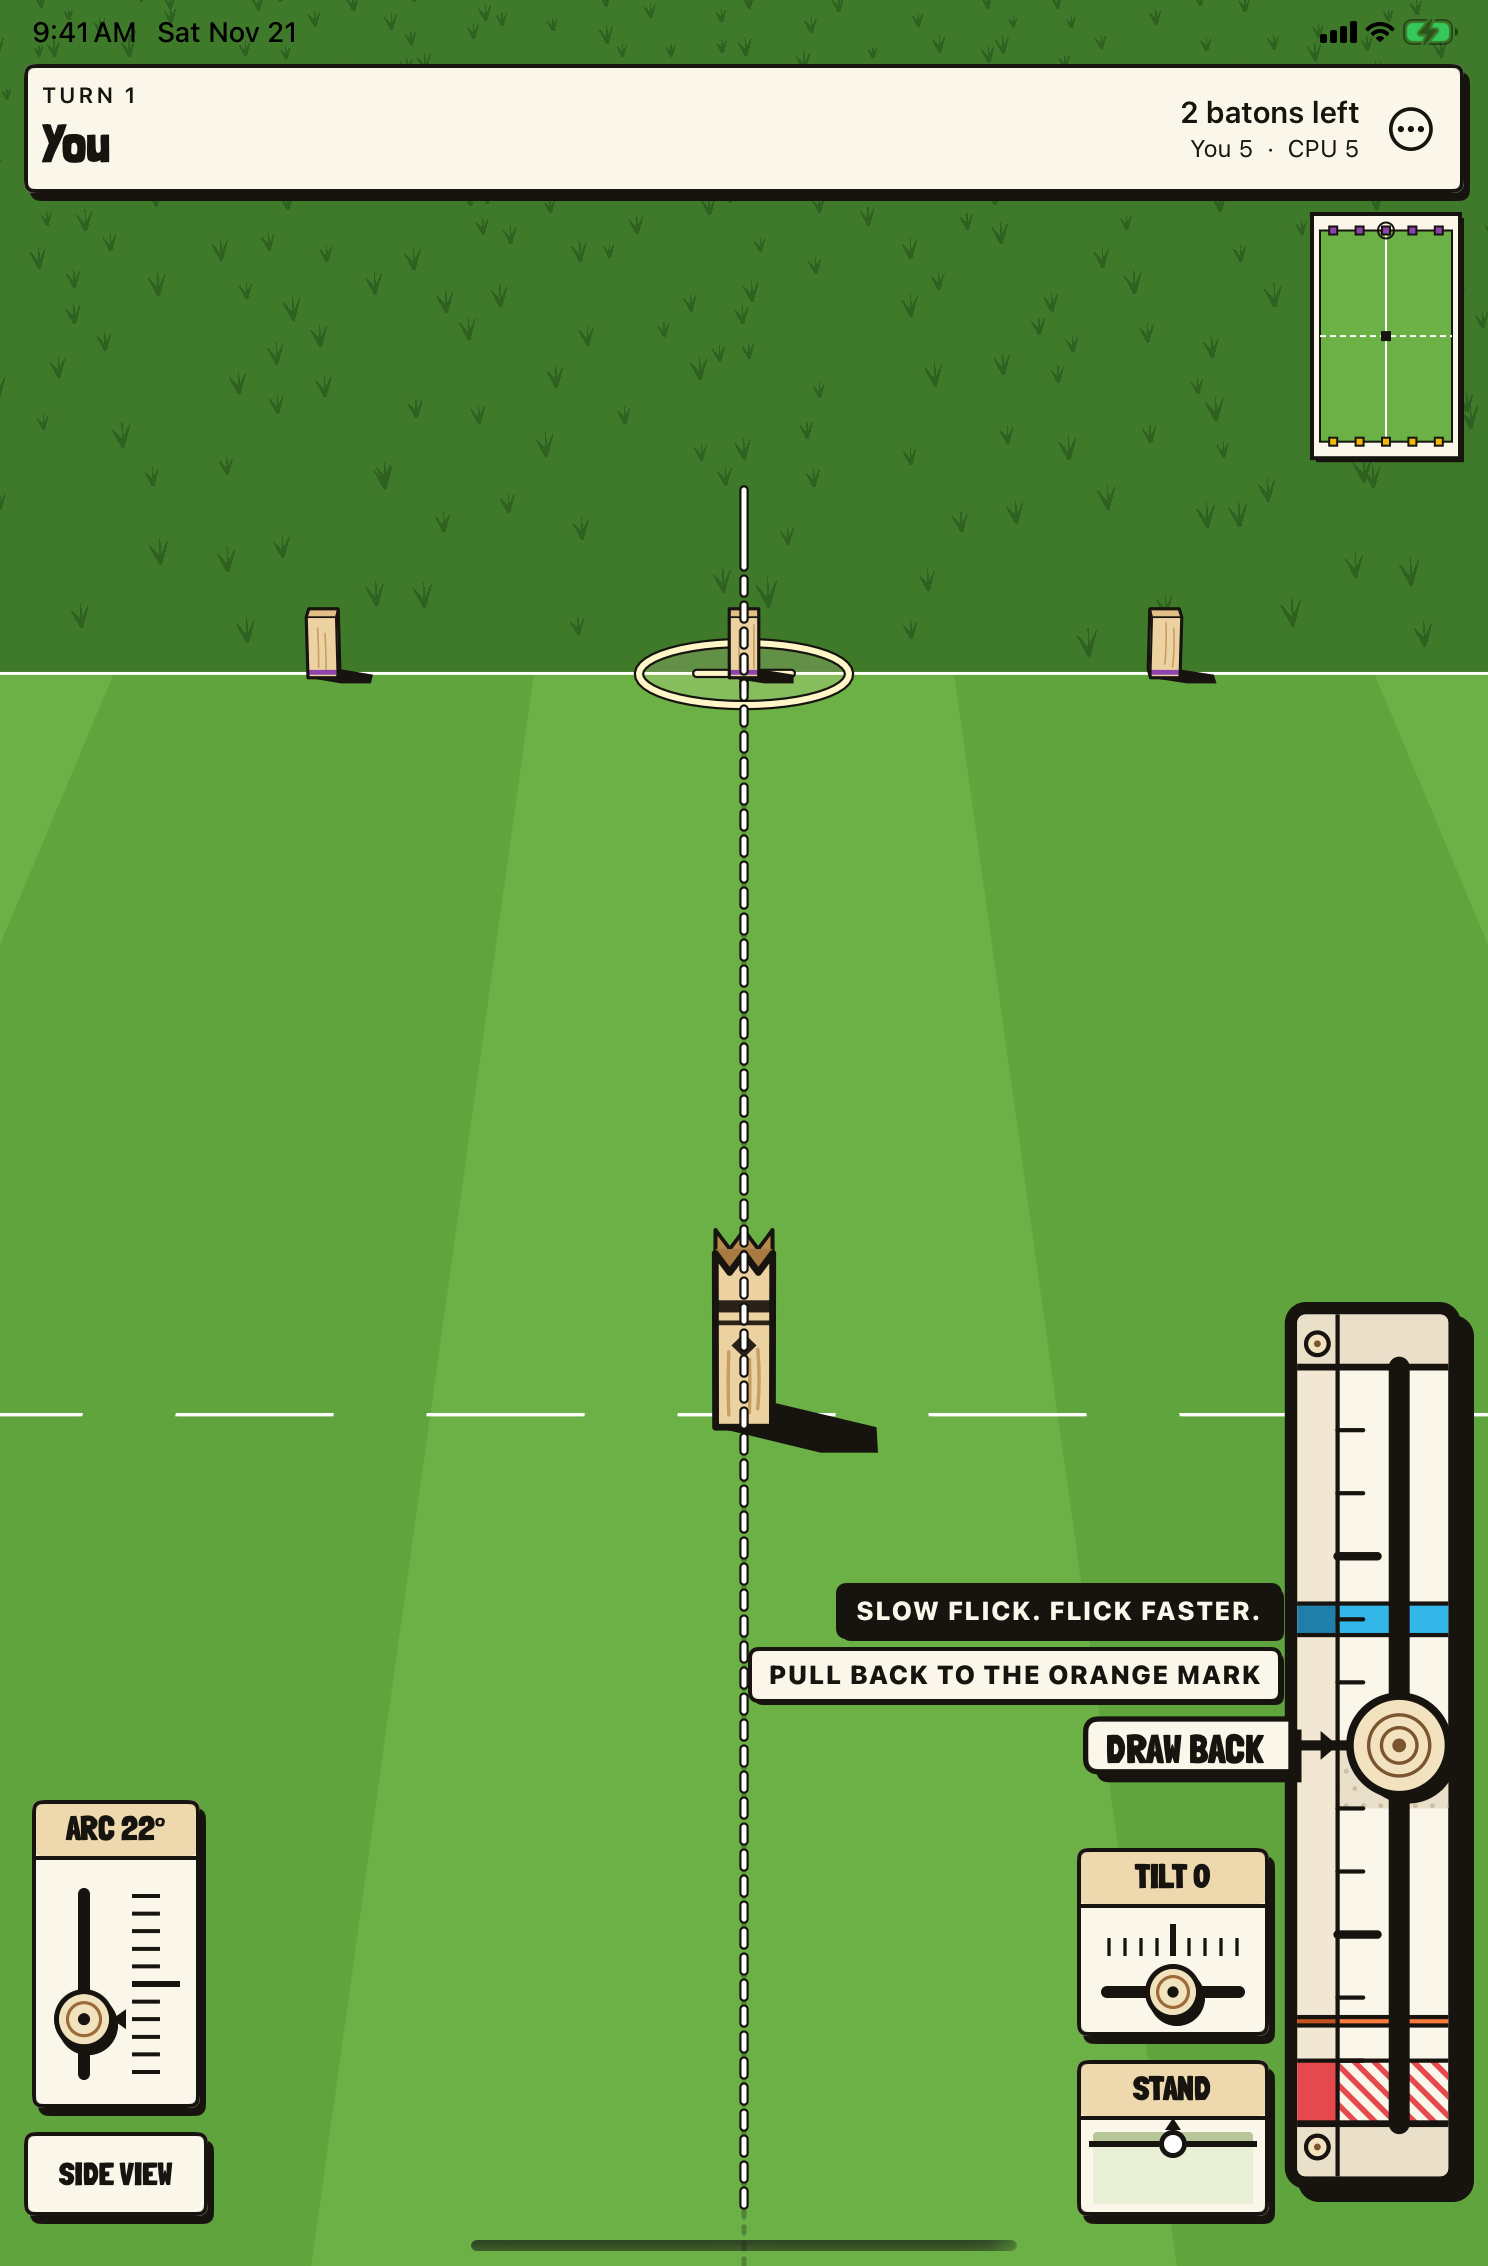 9:41 AM Sat Nov 21
TURN 1
You
2 batons left
You 5 · CPU 5
SLOW FLICK. FLICK FASTER.
PULL BACK TO THE ORANGE MARK
DRAW BACK
ARC 22°
TILT 0
STAND
SIDE VIEW